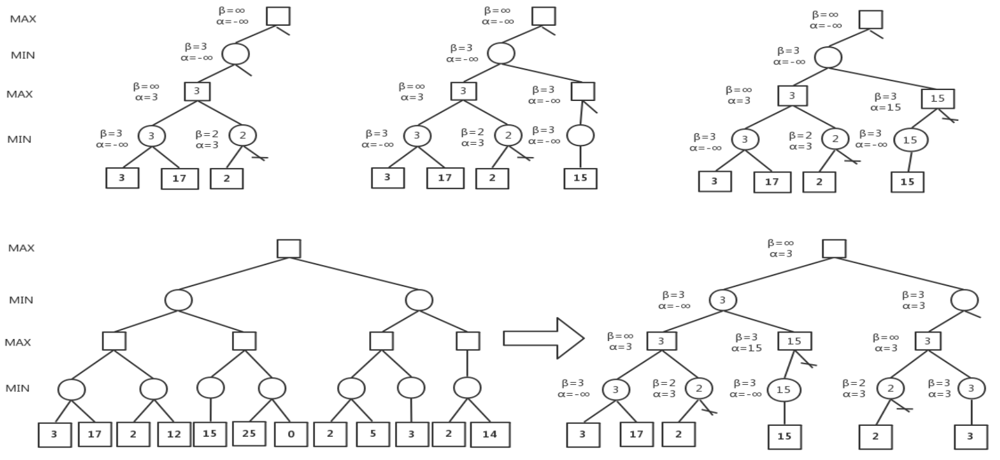 MAX
β=∞
α=-∞
MIN
β=3
α=-∞
MAX
β=∞
α=3
3
MIN
β=3
α=-∞
3
β=2
α=3
2
3
17
2
β=∞
α=-∞
β=3
α=-∞
β=∞
α=3
3
β=3
α=-∞
β=3
α=-∞
3
β=2
α=3
2
β=3
α=-∞
3
17
2
15
β=∞
α=-∞
β=3
α=-∞
β=∞
α=3
3
β=3
α=15
15
β=3
α=-∞
3
β=2
α=3
2
β=3
α=-∞
15
3
17
2
15
MAX
MIN
MAX
MIN
3
17
2
12
15
25
0
2
5
3
2
14
β=∞
α=3
β=3
α=-∞
3
β=3
α=3
β=∞
α=3
3
β=3
α=15
15
β=∞
α=3
3
β=3
α=-∞
3
β=2
α=3
2
β=3
α=-∞
15
β=2
α=3
2
β=3
α=3
3
3
17
2
15
2
3